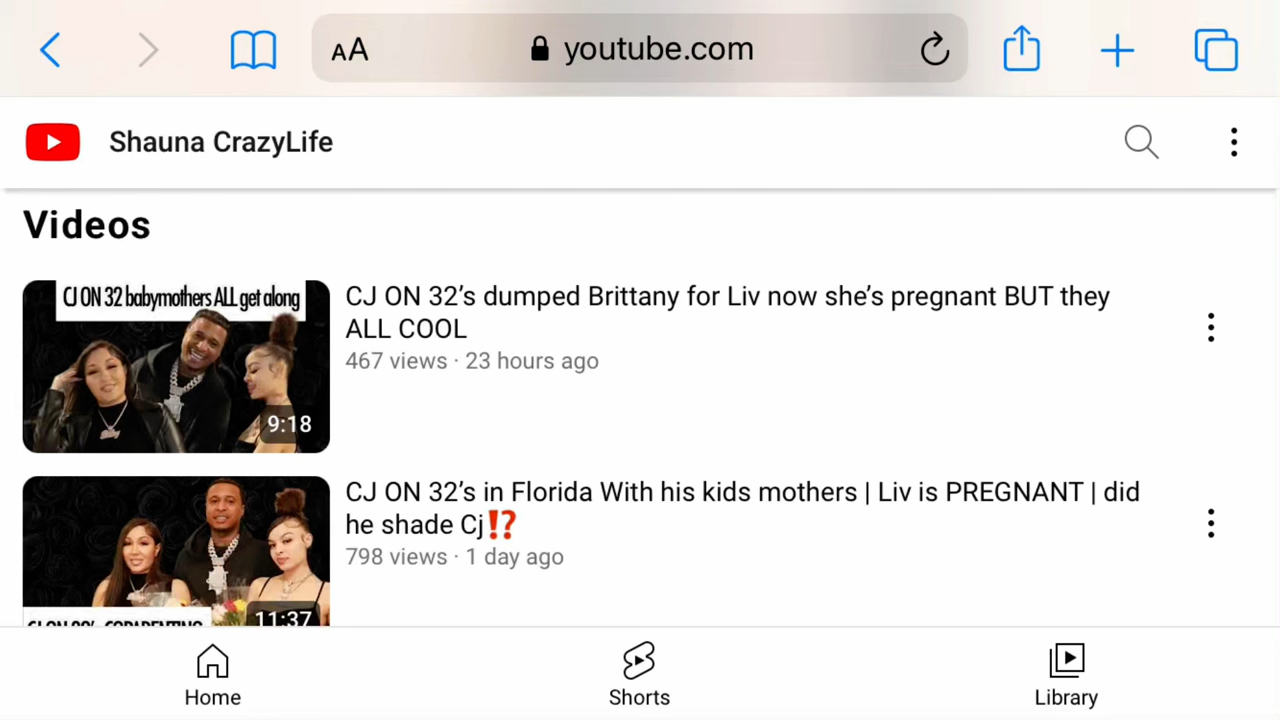 AA youtube.com
Shauna CrazyLife
Videos
CJ ON 32 babymothers ALL get along
9:18
CJ ON 32’s dumped Brittany for Liv now she’s pregnant BUT they
ALL COOL
467 views · 23 hours ago
11:37
CJ ON 32’s in Florida With his kids mothers | Liv is PREGNANT | did
he shade Cj⁉️
798 views · 1 day ago
Home
Shorts
Library